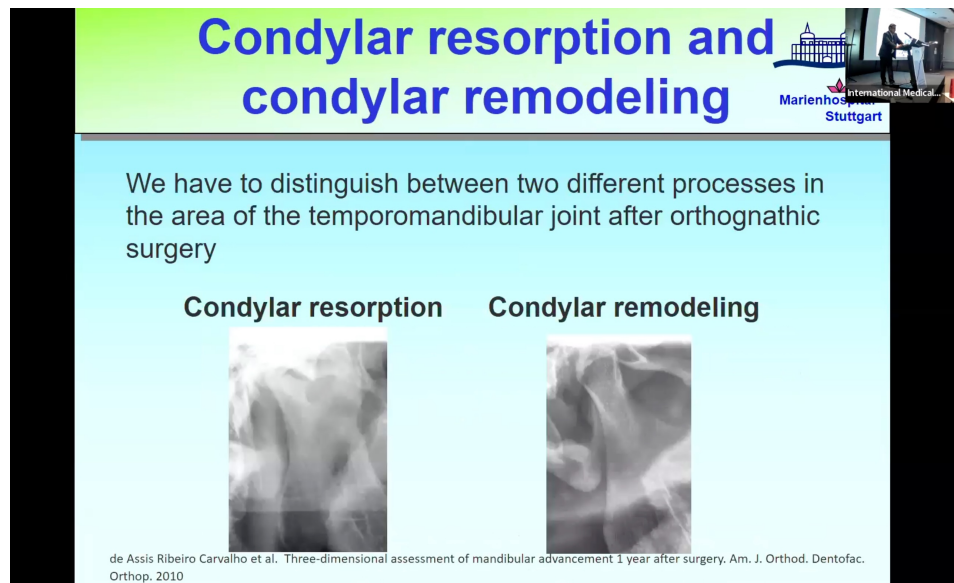 Condylar resorption and
condylar remodeling
International Medical...
Stuttgart
We have to distinguish between two different processes in
the area of the temporomandibular joint after orthognathic
surgery
Condylar resorption
Condylar remodeling
de Assis Ribeiro Carvalho et al. Three-dimensional assessment of mandibular advancement 1 year after surgery. Am. J. Orthod. Dentofac.
Orthop. 2010